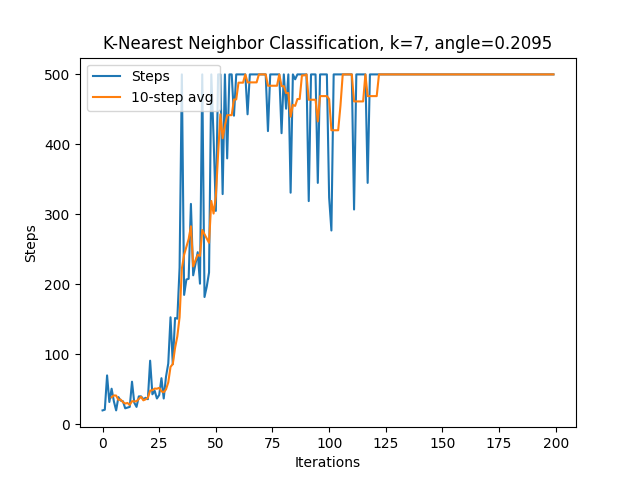 K-Nearest Neighbor Classification, k=7, angle=0.2095
Steps
10-step avg
500
400
300
200
100
0
Steps
0 25 50 75 100 125 150 175 200
Iterations